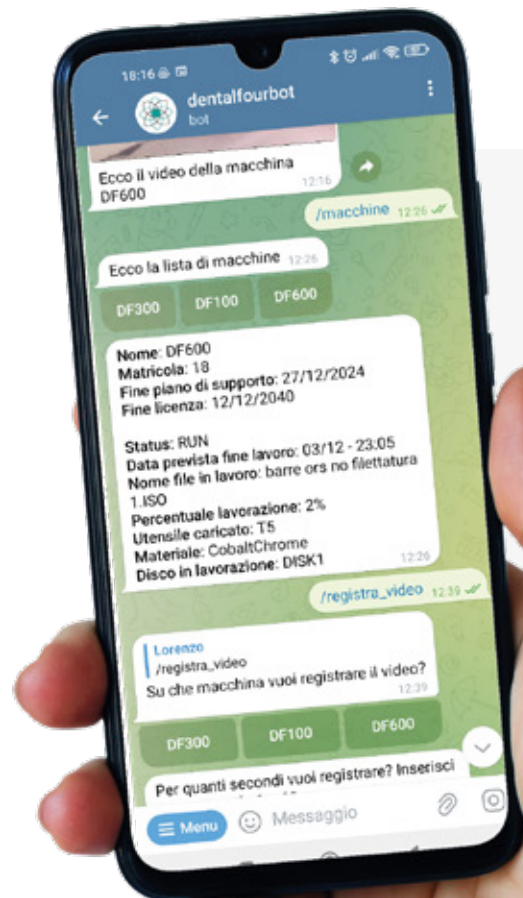 18:16
dentalfourbot
bot
Ecco il video della macchina
DF600
12:16
/macchine 12:26
Ecco la lista di macchine 12:26
DF300 DF100 DF600
Nome: DF600
Matricola: 18
Fine piano di supporto: 27/12/2024
Fine licenza: 12/12/2040
Status: RUN
Data prevista fine lavoro: 03/12 - 23:05
Nome file in lavoro: barre ors no filettatura
1.ISO
Percentuale lavorazione: 2%
Utensile caricato: T5
Materiale: CobaltChrome
Disco in lavorazione: DISK1
12:26
/registra_video 12:39
Lorenzo
/registra_video
Su che macchina vuoi registrare il video?
12:39
DF300 DF100 DF600
Per quanti secondi vuoi registrare? Inserisci
Menu Messaggio